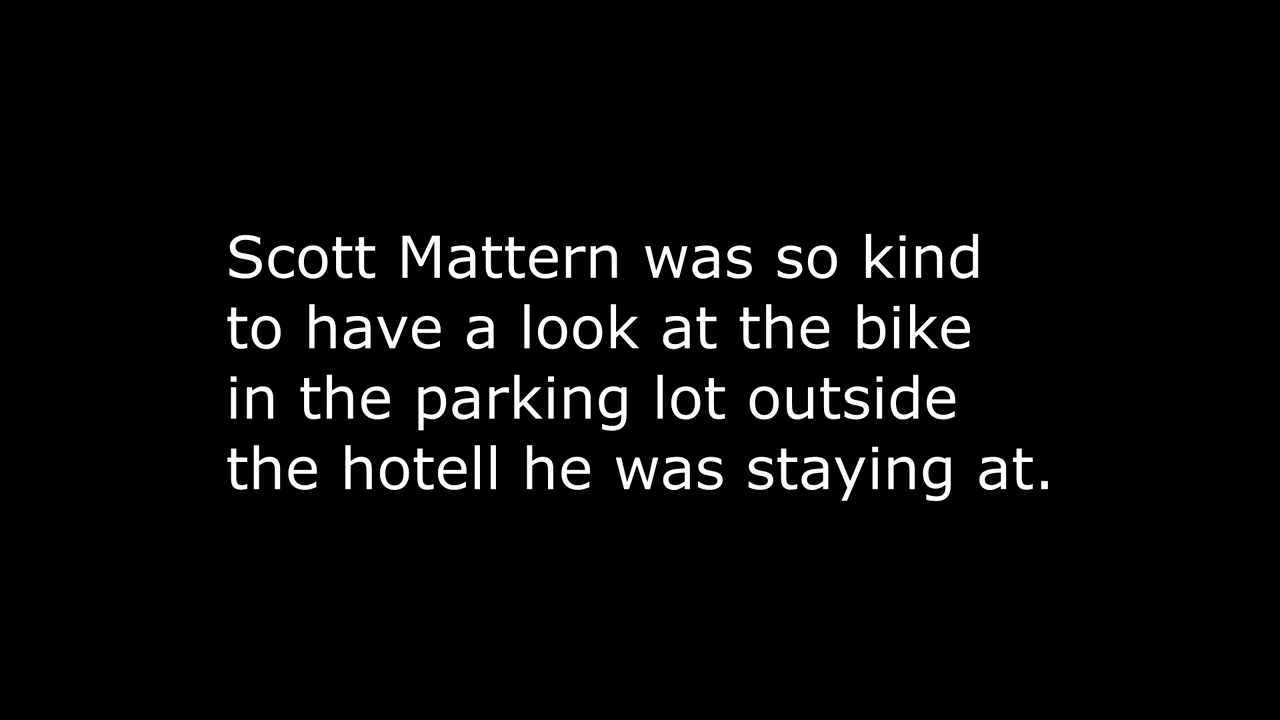 Scott Mattern was so kind
to have a look at the bike
in the parking lot outside
the hotell he was staying at.